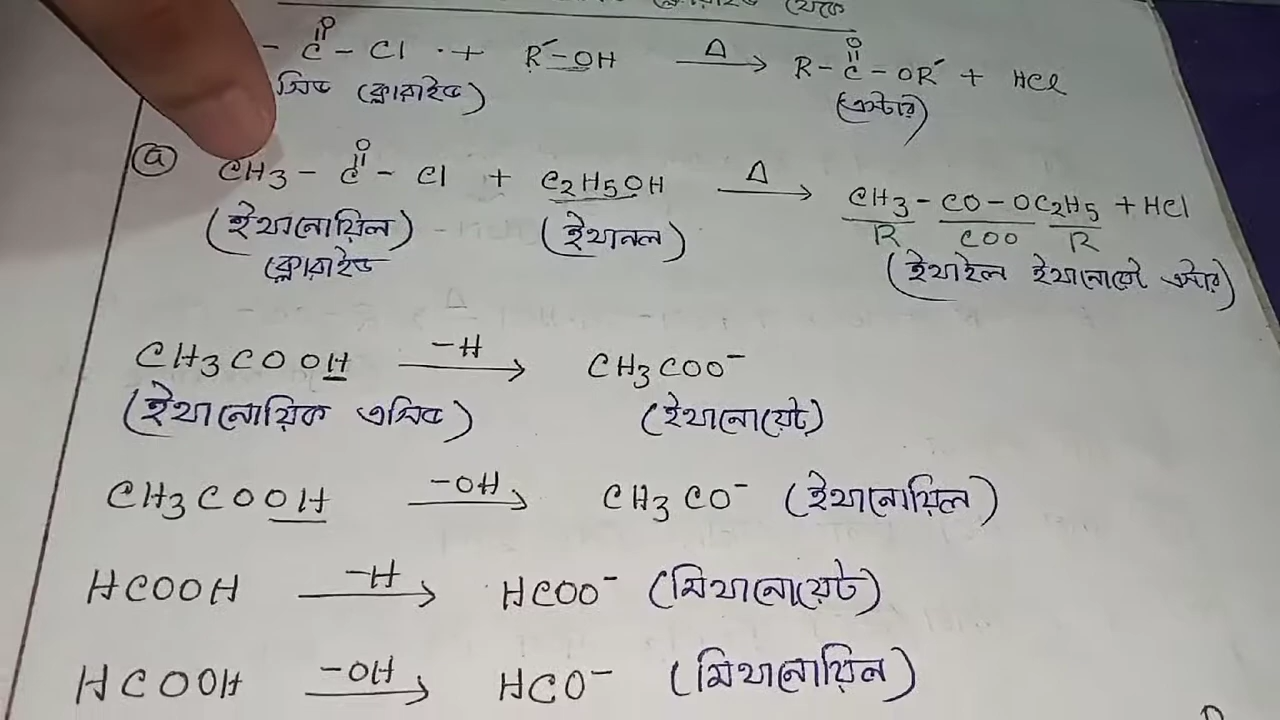 ক্লোরাইড থেকে
O
- C - Cl + R´-OH —Δ→ R - C - OR´ + HCl
ক্লোরাইড) (এস্টার)
ⓐ CH3 - C - Cl + C2H5OH —Δ→ CH3 - CO - OC2H5 + HCl
R COO R
(ইথানোয়িল) (ইথানল) (ইথাইল ইথানোয়েট এস্টার)
ক্লোরাইড
CH3COOH —-H→ CH3COO⁻
(ইথানোয়িক এসিড) (ইথানোয়েট)
CH3COOH —-OH→ CH3CO⁻ (ইথানোয়িল)
HCOOH —-H→ HCOO⁻ (মিথানোয়েট)
HCOOH —-OH→ HCO⁻ (মিথানোয়িল)